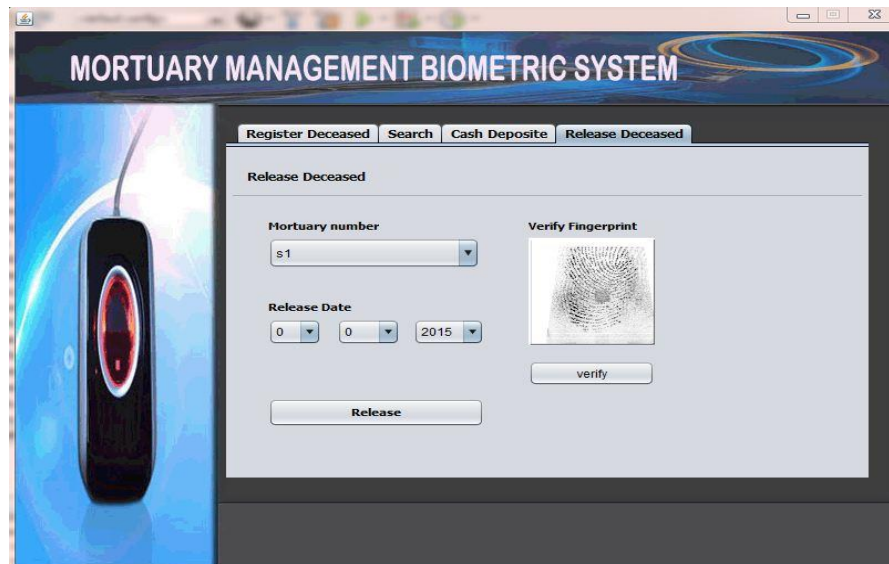 MORTUARY MANAGEMENT BIOMETRIC SYSTEM
Register Deceased Search Cash Deposite Release Deceased
Release Deceased
Mortuary number Verify Fingerprint
s1
Release Date
0 0 2015
verify
Release